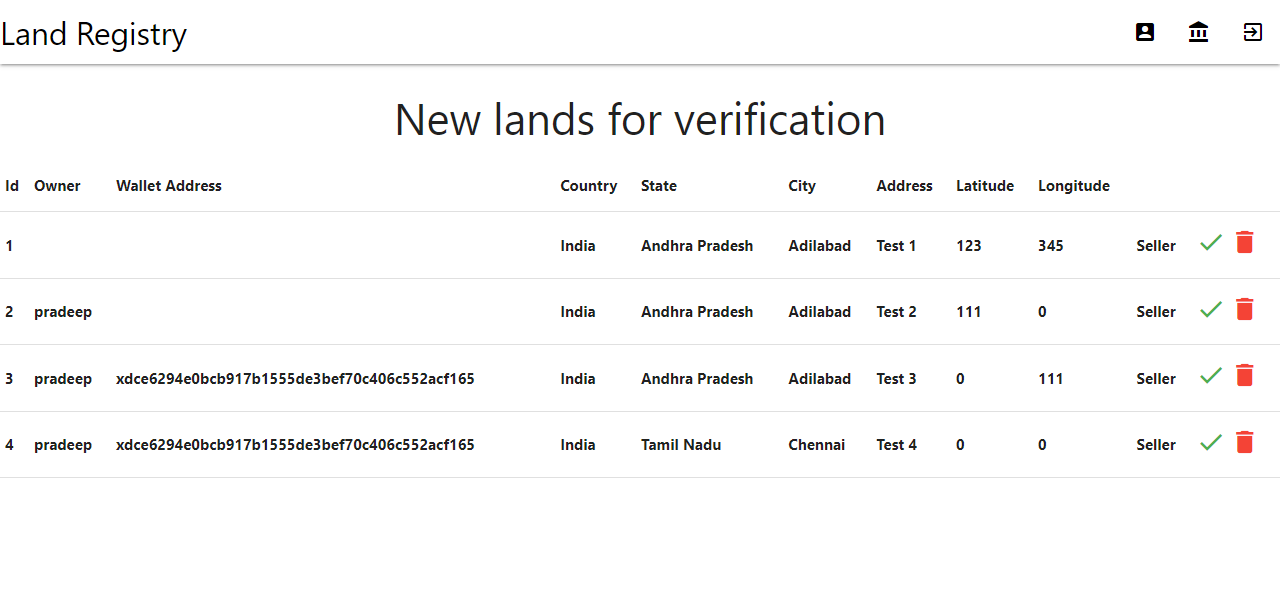 Land Registry
New lands for verification
Id Owner Wallet Address Country State City Address Latitude Longitude
1 India Andhra Pradesh Adilabad Test 1 123 345 Seller
2 pradeep India Andhra Pradesh Adilabad Test 2 111 0 Seller
3 pradeep xdce6294e0bcb917b1555de3bef70c406c552acf165 India Andhra Pradesh Adilabad Test 3 0 111 Seller
4 pradeep xdce6294e0bcb917b1555de3bef70c406c552acf165 India Tamil Nadu Chennai Test 4 0 0 Seller